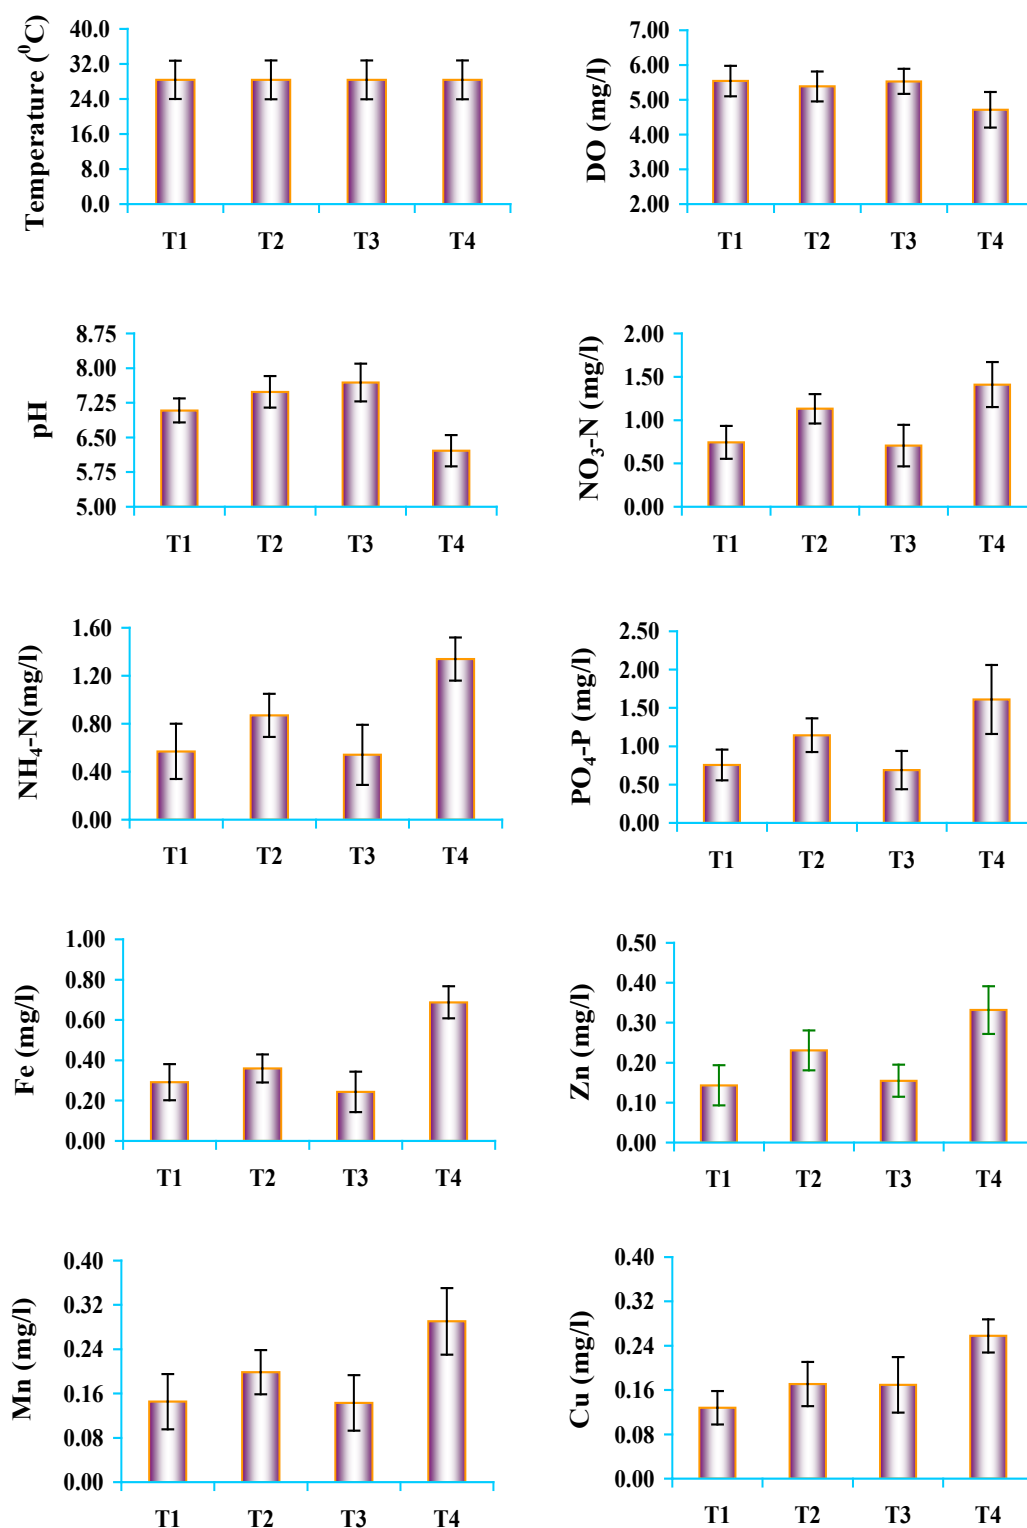 Temperature (⁰C)
40.0
32.0
24.0
16.0
8.0
0.0
T1 T2 T3 T4
DO (mg/l)
7.00
6.00
5.00
4.00
3.00
2.00
T1 T2 T3 T4
pH
8.75
8.00
7.25
6.50
5.75
5.00
T1 T2 T3 T4
NO₃-N (mg/l)
2.00
1.50
1.00
0.50
0.00
T1 T2 T3 T4
NH₄-N(mg/l)
1.60
1.20
0.80
0.40
0.00
T1 T2 T3 T4
PO₄-P (mg/l)
2.50
2.00
1.50
1.00
0.50
0.00
T1 T2 T3 T4
Fe (mg/l)
1.00
0.80
0.60
0.40
0.20
0.00
T1 T2 T3 T4
Zn (mg/l)
0.50
0.40
0.30
0.20
0.10
0.00
T1 T2 T3 T4
Mn (mg/l)
0.40
0.32
0.24
0.16
0.08
0.00
T1 T2 T3 T4
Cu (mg/l)
0.40
0.32
0.24
0.16
0.08
0.00
T1 T2 T3 T4